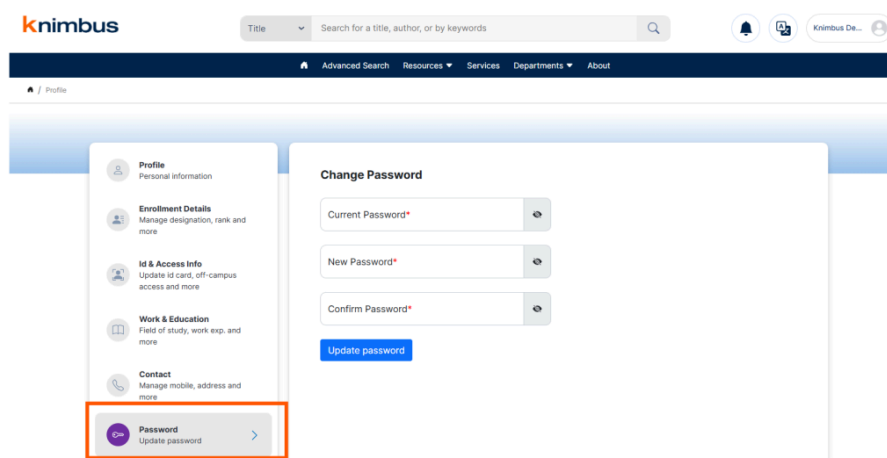 knimbus
Title
Search for a title, author, or by keywords
Knimbus De...
Advanced Search Resources Services Departments About
/ Profile
Profile
Personal information
Enrollment Details
Manage designation, rank and
more
Id & Access Info
Update id card, off-campus
access and more
Work & Education
Field of study, work exp. and
more
Contact
Manage mobile, address and
more
Password
Update password
Change Password
Current Password*
New Password*
Confirm Password*
Update password